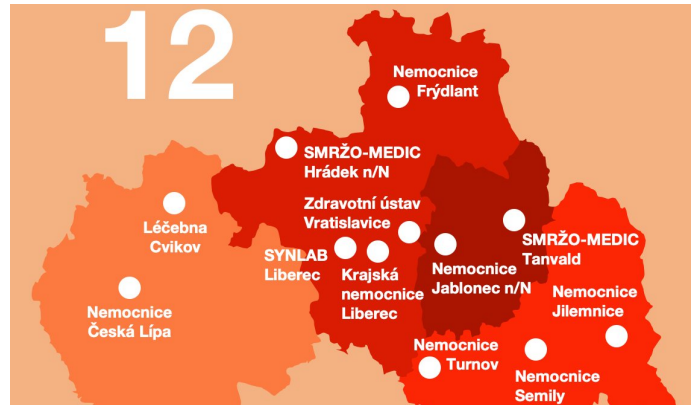 12
Nemocnice
Frýdlant
SMRŽO-MEDIC
Hrádek n/N
Zdravotní ústav
Vratislavice
Léčebna
Cvikov
SYNLAB
Liberec
Krajská
nemocnice
Liberec
Nemocnice
Jablonec n/N
SMRŽO-MEDIC
Tanvald
Nemocnice
Jilemnice
Nemocnice
Česká Lípa
Nemocnice
Turnov
Nemocnice
Semily